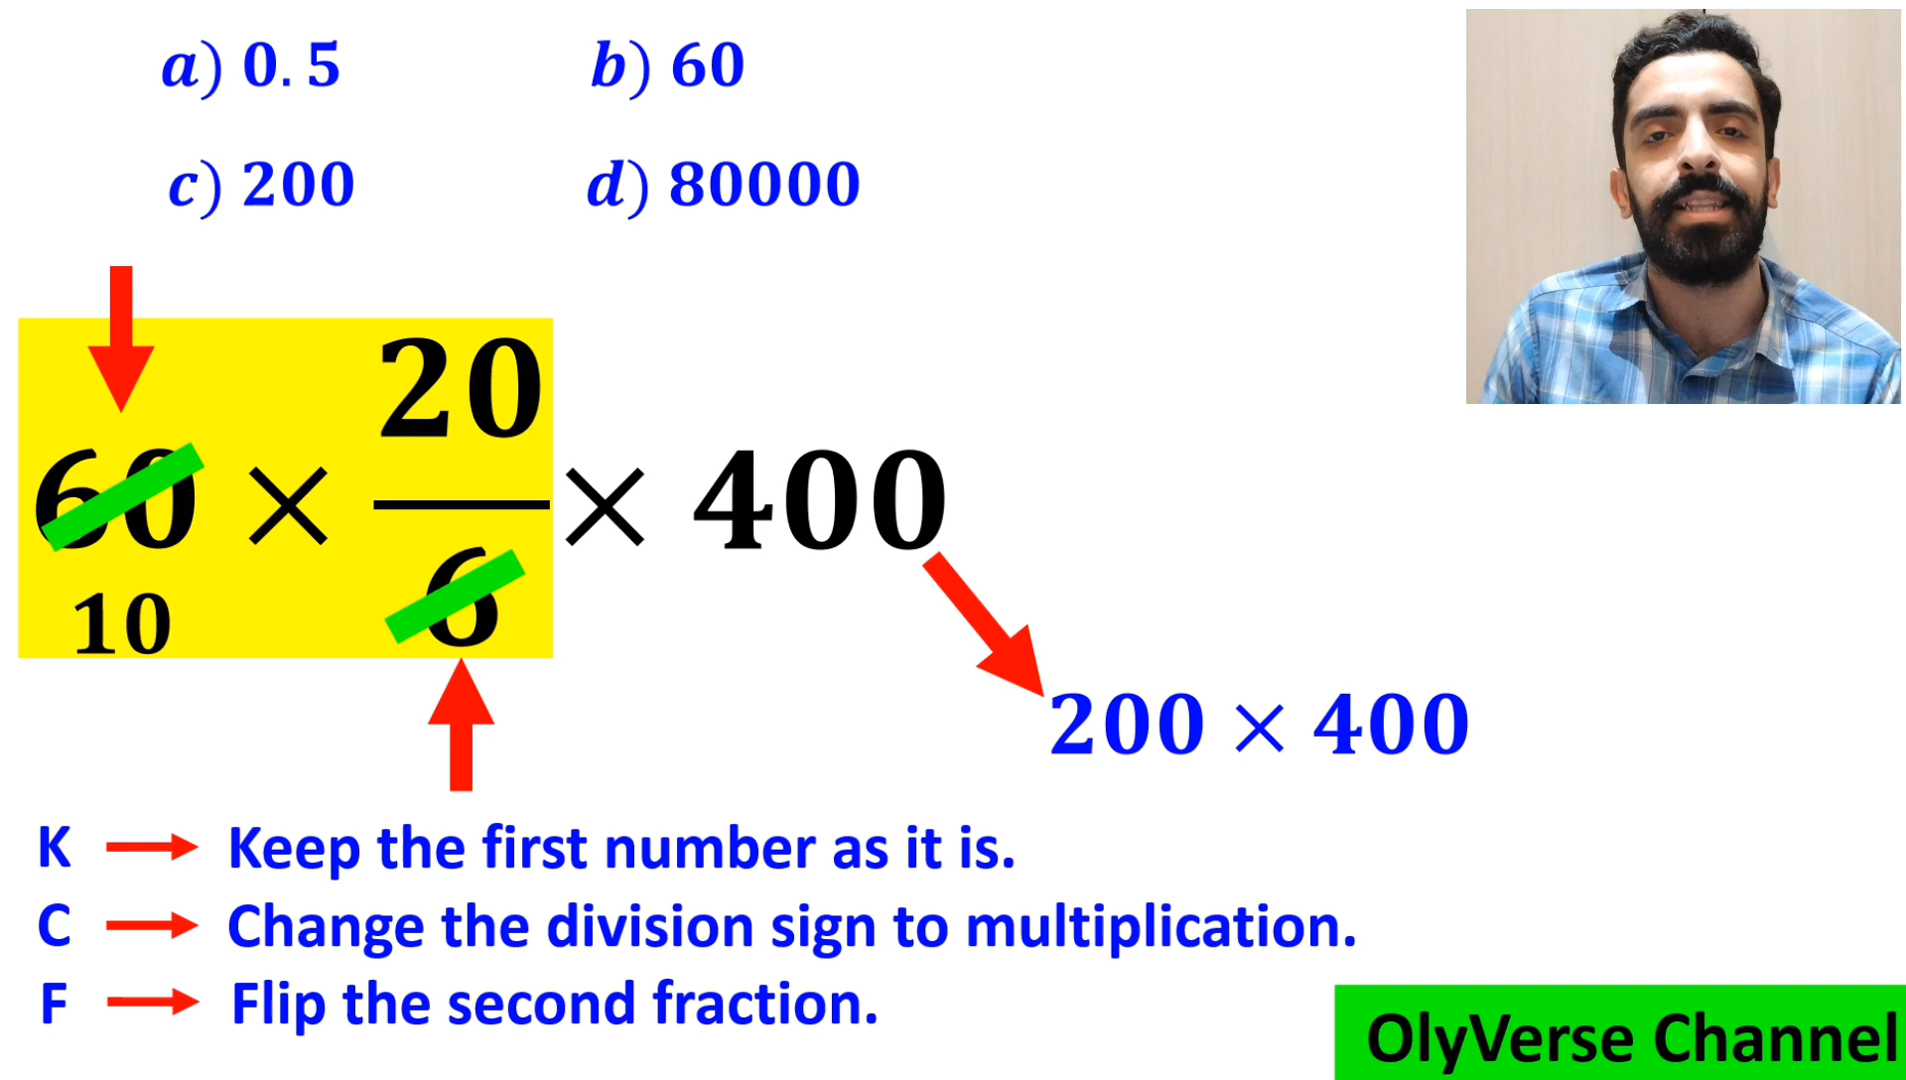 a) 0.5 b) 60
c) 200 d) 80000
60 × 20/6 × 400
10
200 × 400
K → Keep the first number as it is.
C → Change the division sign to multiplication.
F → Flip the second fraction.
OlyVerse Channel